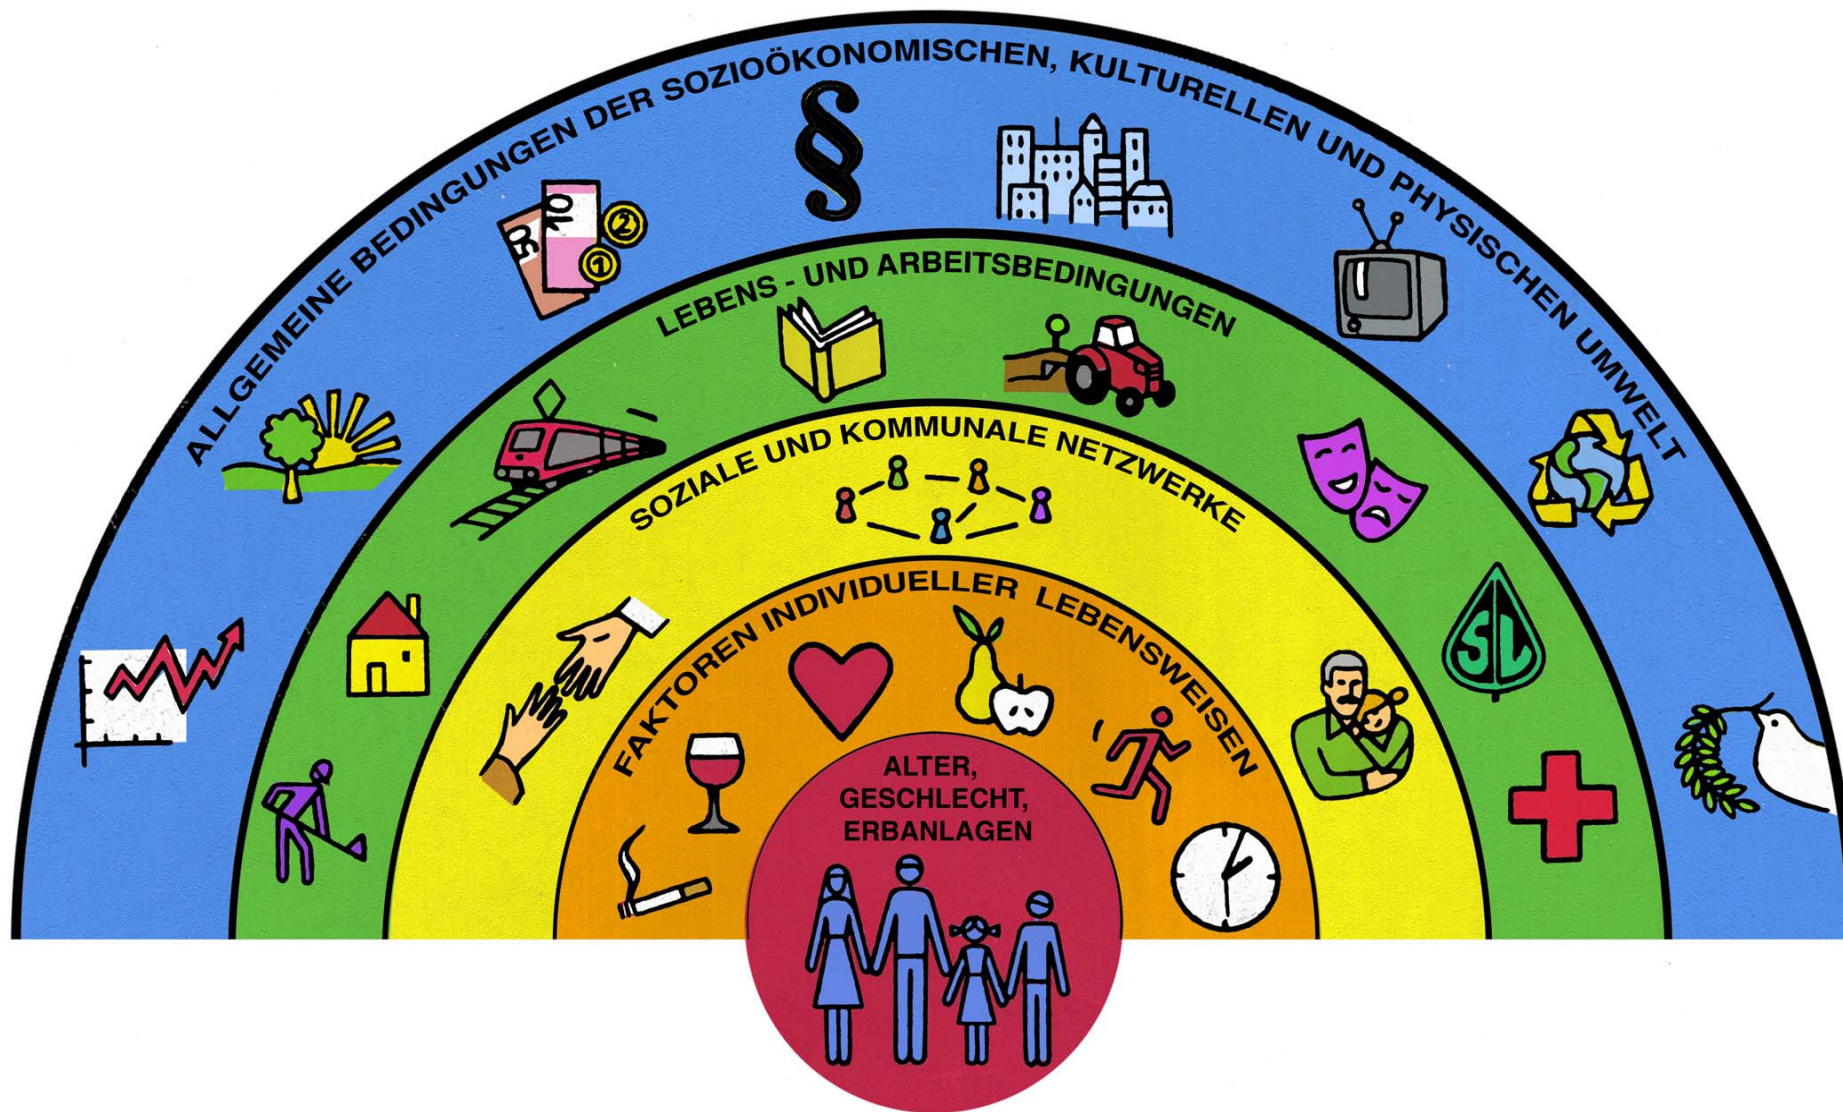 ALLGEMEINE BEDINGUNGEN DER SOZIOÖKONOMISCHEN, KULTURELLEN UND PHYSISCHEN UMWELT
§
10
2
1
LEBENS - UND ARBEITSBEDINGUNGEN
SOZIALE UND KOMMUNALE NETZWERKE
SL
FAKTOREN INDIVIDUELLER LEBENSWEISEN
ALTER,
GESCHLECHT,
ERBANLAGEN